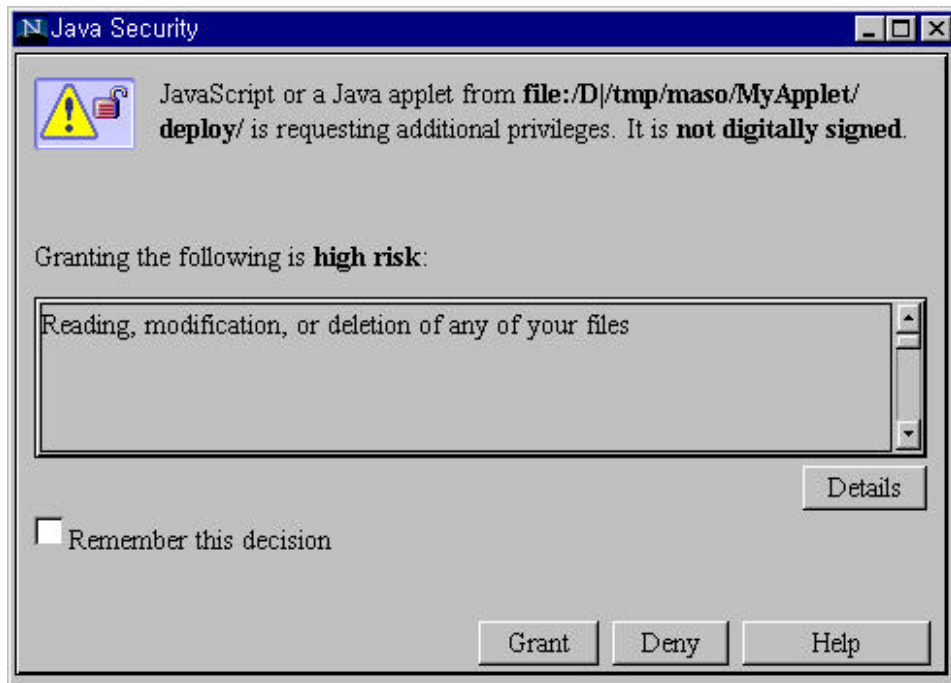 Java Security
JavaScript or a Java applet from file:/D|/tmp/maso/MyApplet/
deploy/ is requesting additional privileges. It is not digitally signed.
Granting the following is high risk:
Reading, modification, or deletion of any of your files
Details
Remember this decision
Grant Deny Help